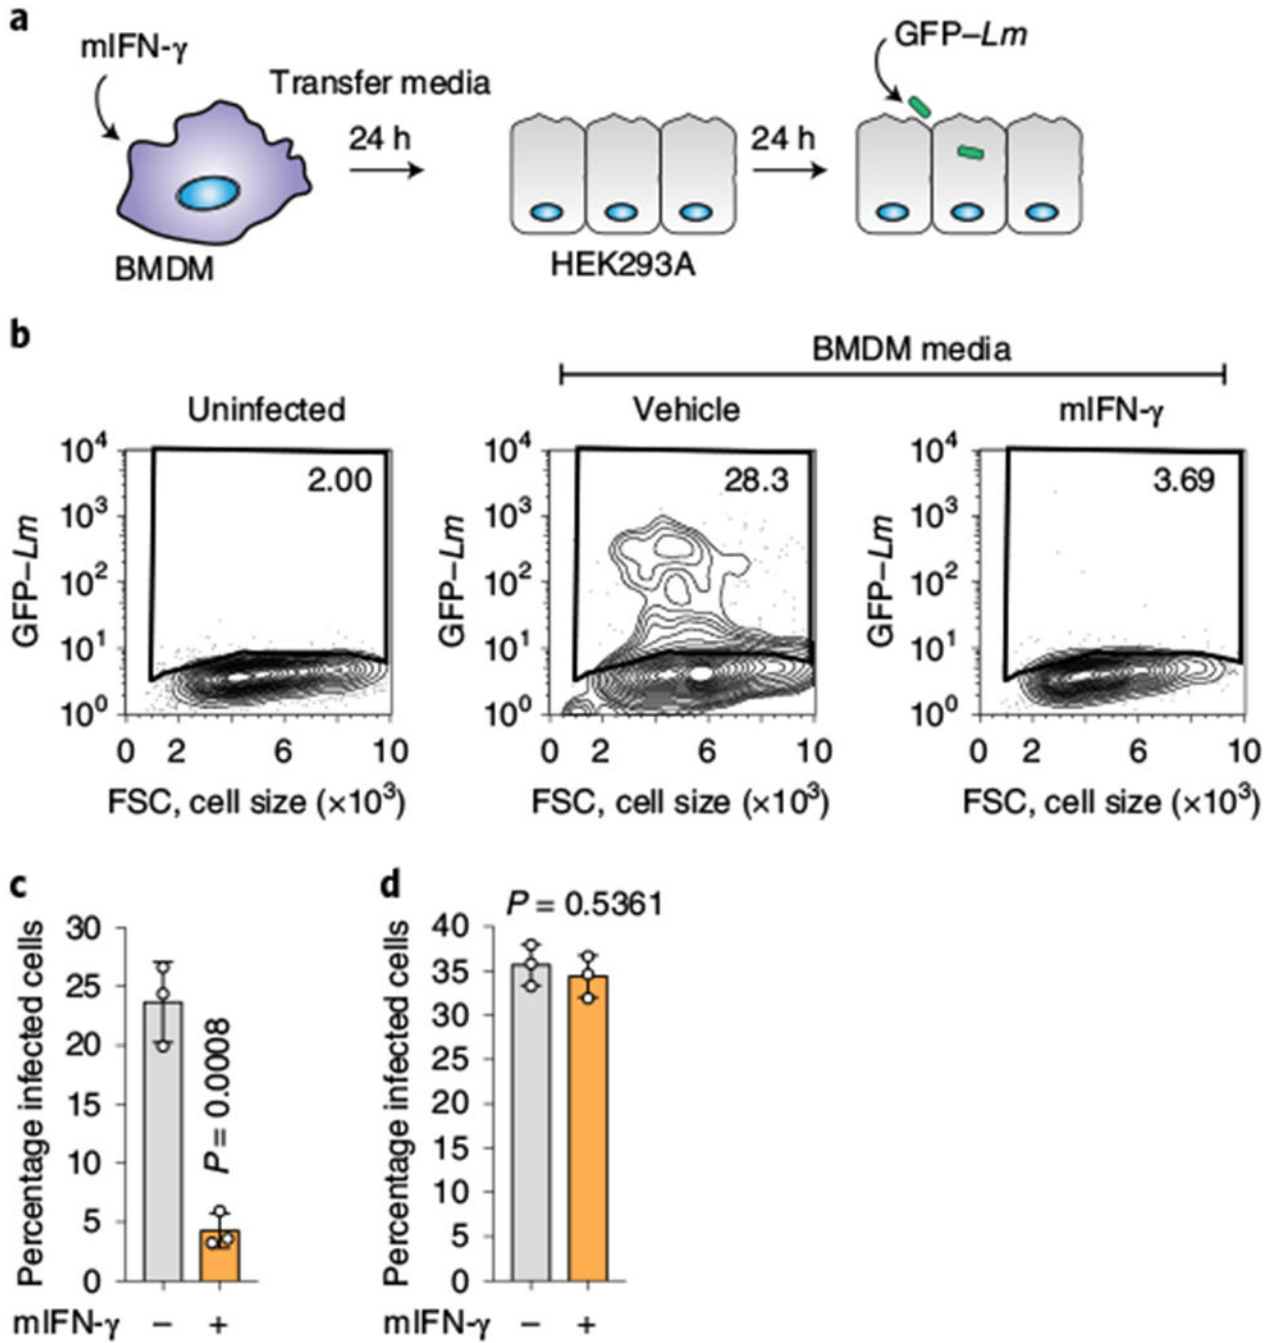 a
mIFN-γ
Transfer media
24 h
24 h
GFP–Lm
BMDM
HEK293A
b
BMDM media
Uninfected
Vehicle
mIFN-γ
GFP–Lm
10⁴
10³
10²
10¹
10⁰
2.00
0 2 6 10
FSC, cell size (×10³)
GFP–Lm
10⁴
10³
10²
10¹
10⁰
28.3
0 2 6 10
FSC, cell size (×10³)
GFP–Lm
10⁴
10³
10²
10¹
10⁰
3.69
0 2 6 10
FSC, cell size (×10³)
c
Percentage infected cells
30
25
20
15
10
5
0
P = 0.0008
mIFN-γ − +
d
P = 0.5361
Percentage infected cells
40
35
30
25
20
15
10
5
0
mIFN-γ − +